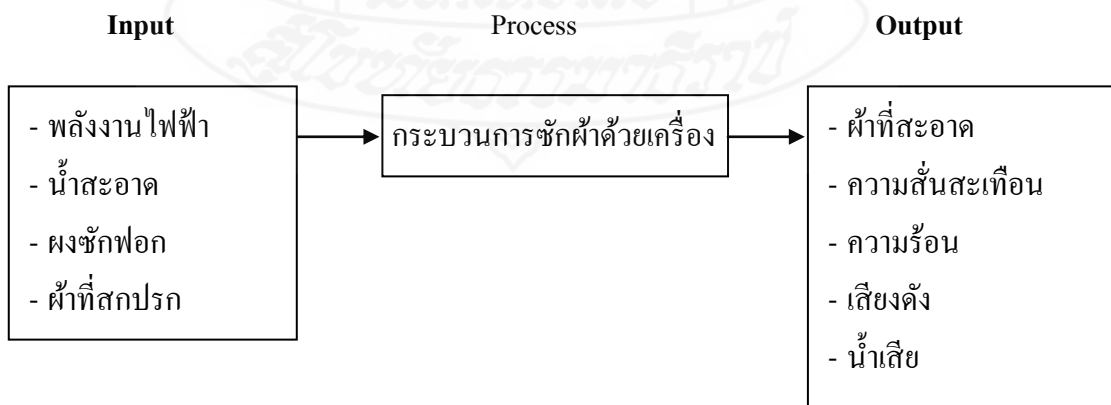 Input Process Output
- พลังงานไฟฟ้า
- น้ำสะอาด
- ผงซักฟอก
- ผ้าที่สกปรก
กระบวนการซักผ้าด้วยเครื่อง
- ผ้าที่สะอาด
- ความสั่นสะเทือน
- ความร้อน
- เสียงดัง
- น้ำเสีย